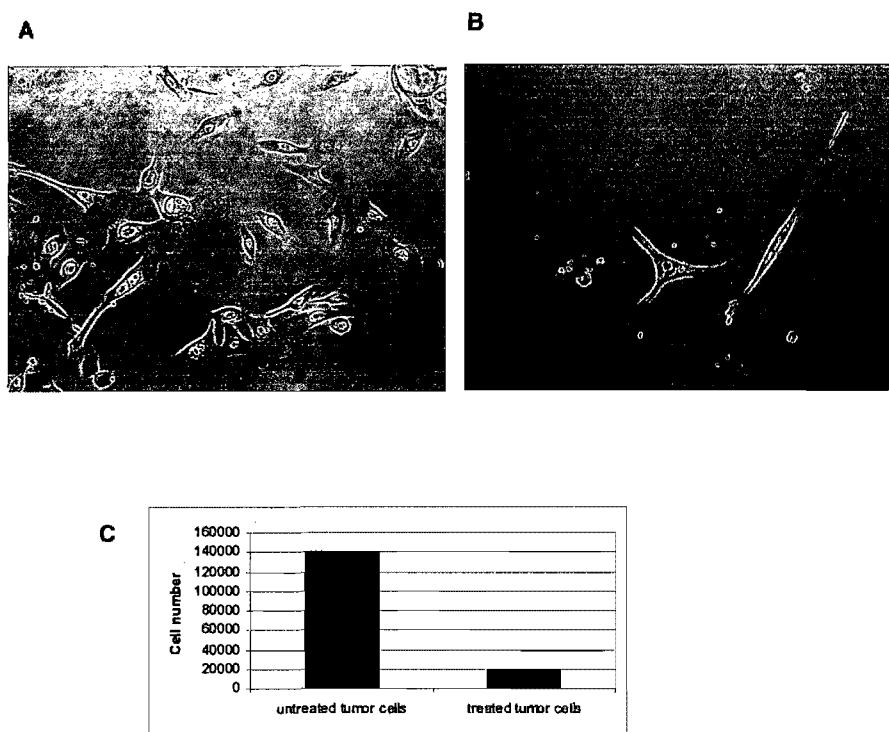 A
B
C
160000
140000
120000
100000
80000
60000
40000
20000
0
Cell number
untreated tumor cells
treated tumor cells